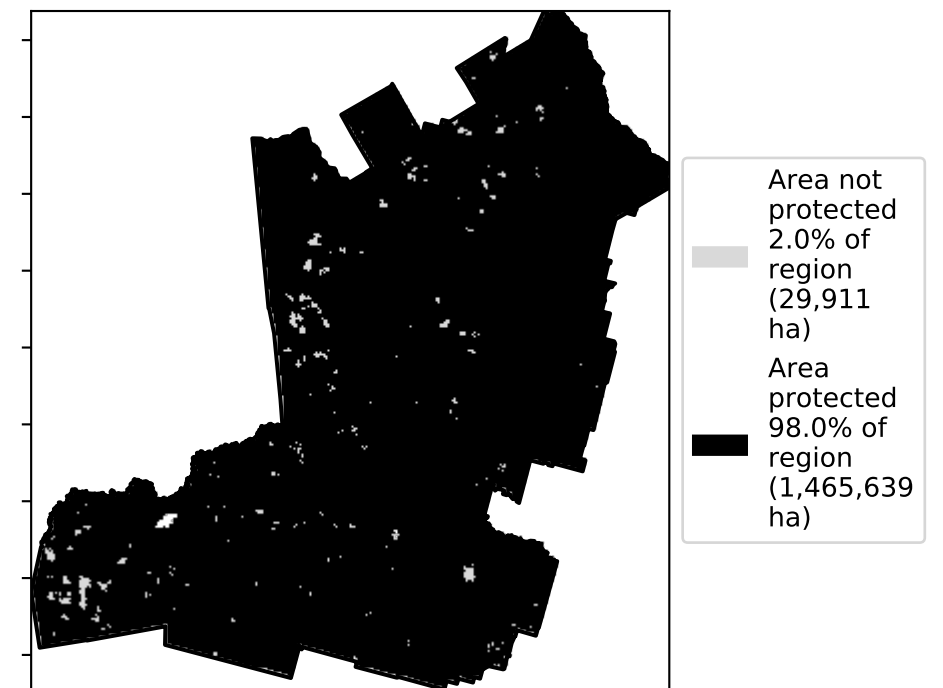 Area not
protected
2.0% of
region
(29,911
ha)
Area
protected
98.0% of
region
(1,465,639
ha)